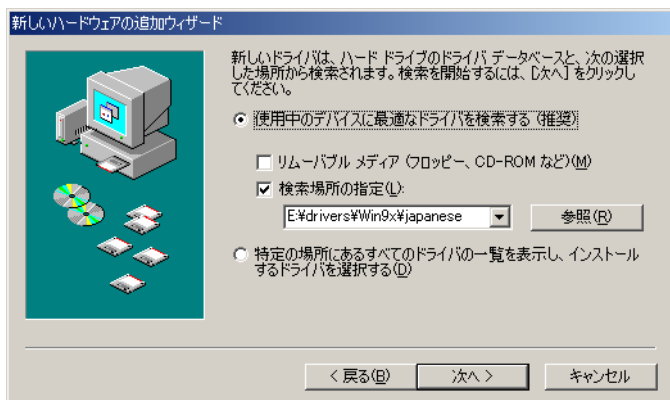 新しいハードウェアの追加ウィザード
新しいドライバは、ハード ドライブのドライバ データベースと、次の選択
した場所から検索されます。検索を開始するには、[次へ] をクリックし
てください。
使用中のデバイスに最適なドライバを検索する (推奨)
リムーバブル メディア (フロッピー、CD-ROM など)(M)
検索場所の指定(L):
E:¥drivers¥Win9x¥japanese
参照(R)
特定の場所にあるすべてのドライバの一覧を表示し、インストール
するドライバを選択する(D)
< 戻る(B)
次へ >
キャンセル